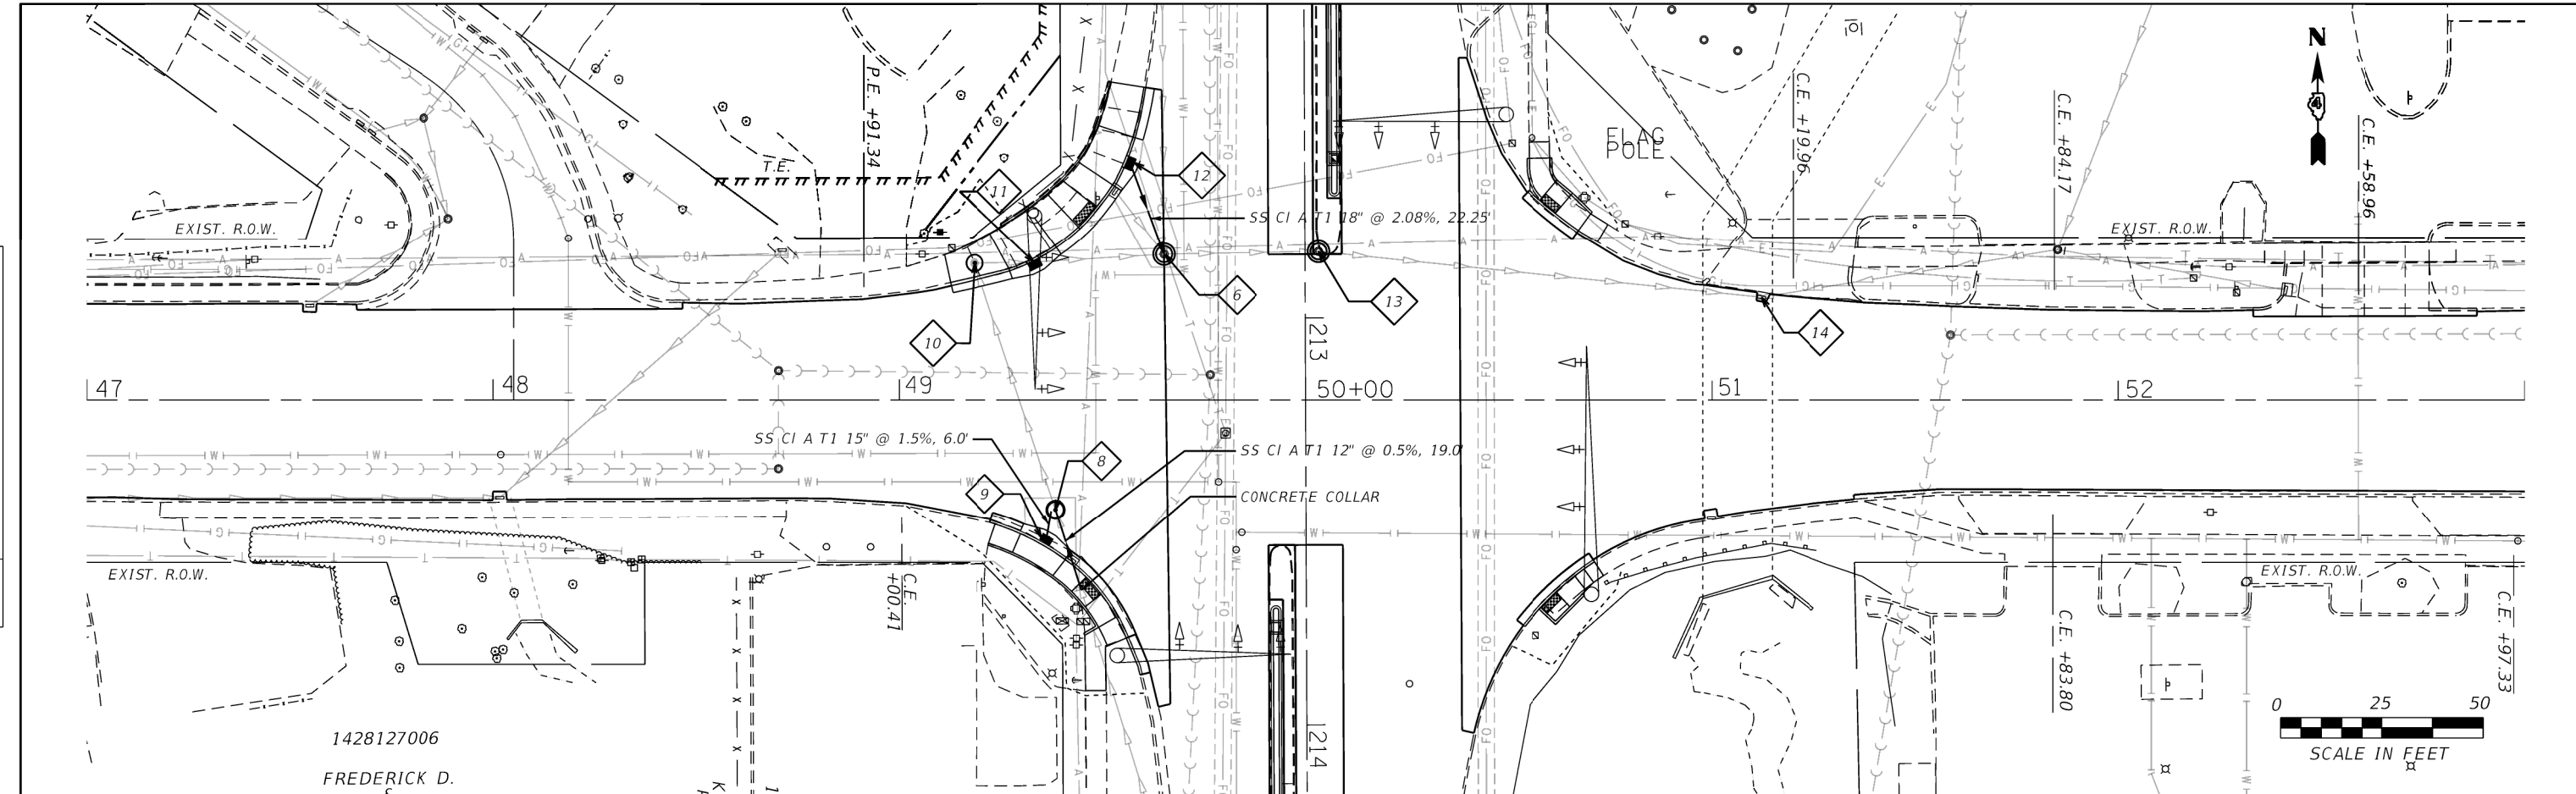 N
FLAG
POLE
P.E. +91.34
T.E.
C.E. +19.96
C.E. +84.17
C.E. +58.96
11
12
SS Cl A T1 18" @ 2.08%, 22.25'
EXIST. R.O.W.
EXIST. R.O.W.
6
13
10
14
213
47
48
49
50+00
51
52
SS Cl A T1 15" @ 1.5%, 6.0'
SS Cl A T1 12" @ 0.5%, 19.0'
8
9
CONCRETE COLLAR
EXIST. R.O.W.
EXIST. R.O.W.
C.E.
+00.41
C.E. +83.80
C.E. +97.33
214
0 25 50
SCALE IN FEET
1428127006
FREDERICK D.